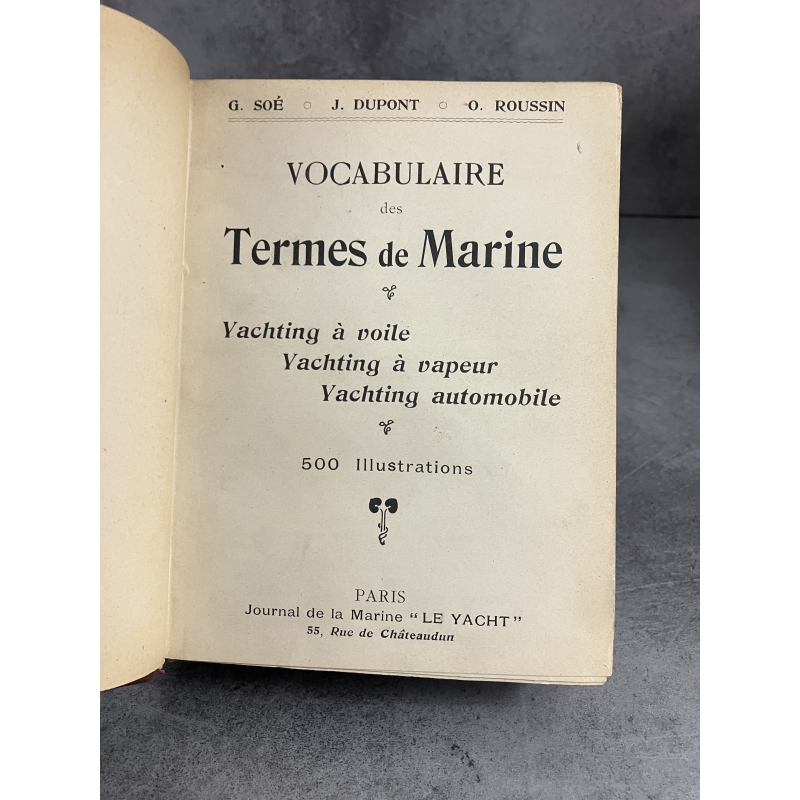 G. SOÉ ○ J. DUPONT ○ O. ROUSSIN
VOCABULAIRE
des
Termes de Marine
Yachting à voile
Yachting à vapeur
Yachting automobile
500 Illustrations
PARIS
Journal de la Marine "LE YACHT"
55, Rue de Châteaudun